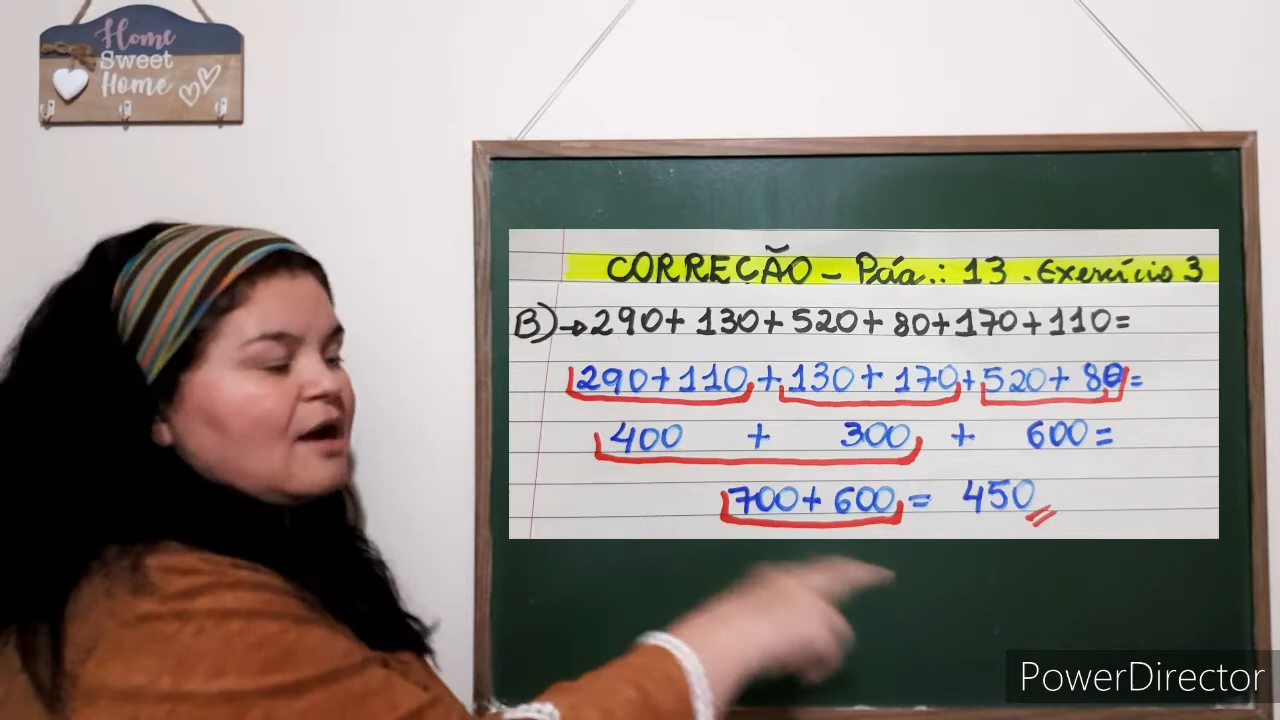 Home
Sweet
Home
CORREÇÃO - Páa.: 13. Exercício 3
B) → 290+ 130+ 520+ 80+170+110=
290+110+130+170+520+80=
400 + 300 + 600=
700+600= 450
PowerDirector